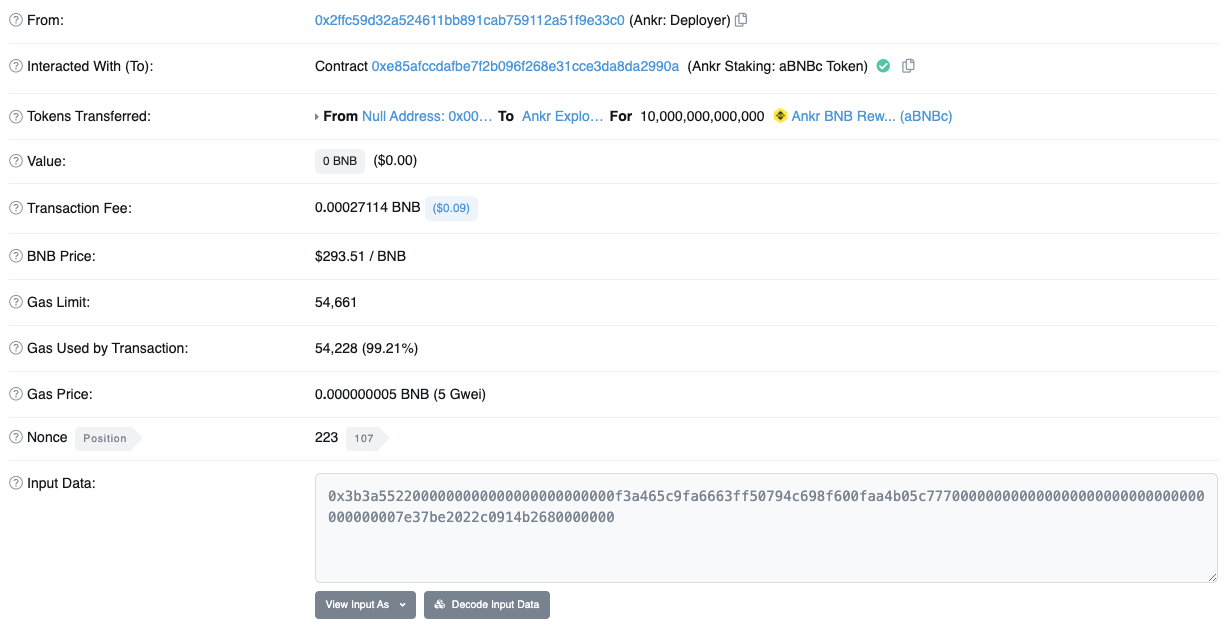 From: 0x2ffc59d32a524611bb891cab759112a51f9e33c0 (Ankr: Deployer)
Interacted With (To): Contract 0xe85afccdafbe7f2b096f268e31cce3da8da2990a (Ankr Staking: aBNBc Token)
Tokens Transferred: From Null Address: 0x00... To Ankr Explo... For 10,000,000,000,000 Ankr BNB Rew... (aBNBc)
Value: 0 BNB ($0.00)
Transaction Fee: 0.00027114 BNB ($0.09)
BNB Price: $293.51 / BNB
Gas Limit: 54,661
Gas Used by Transaction: 54,228 (99.21%)
Gas Price: 0.000000005 BNB (5 Gwei)
Nonce Position 223 107
Input Data: 0x3b3a5522000000000000000000000000f3a465c9fa6663ff50794c698f600faa4b05c777000000000000000000000000000000
000000007e37be2022c0914b2680000000
View Input As Decode Input Data